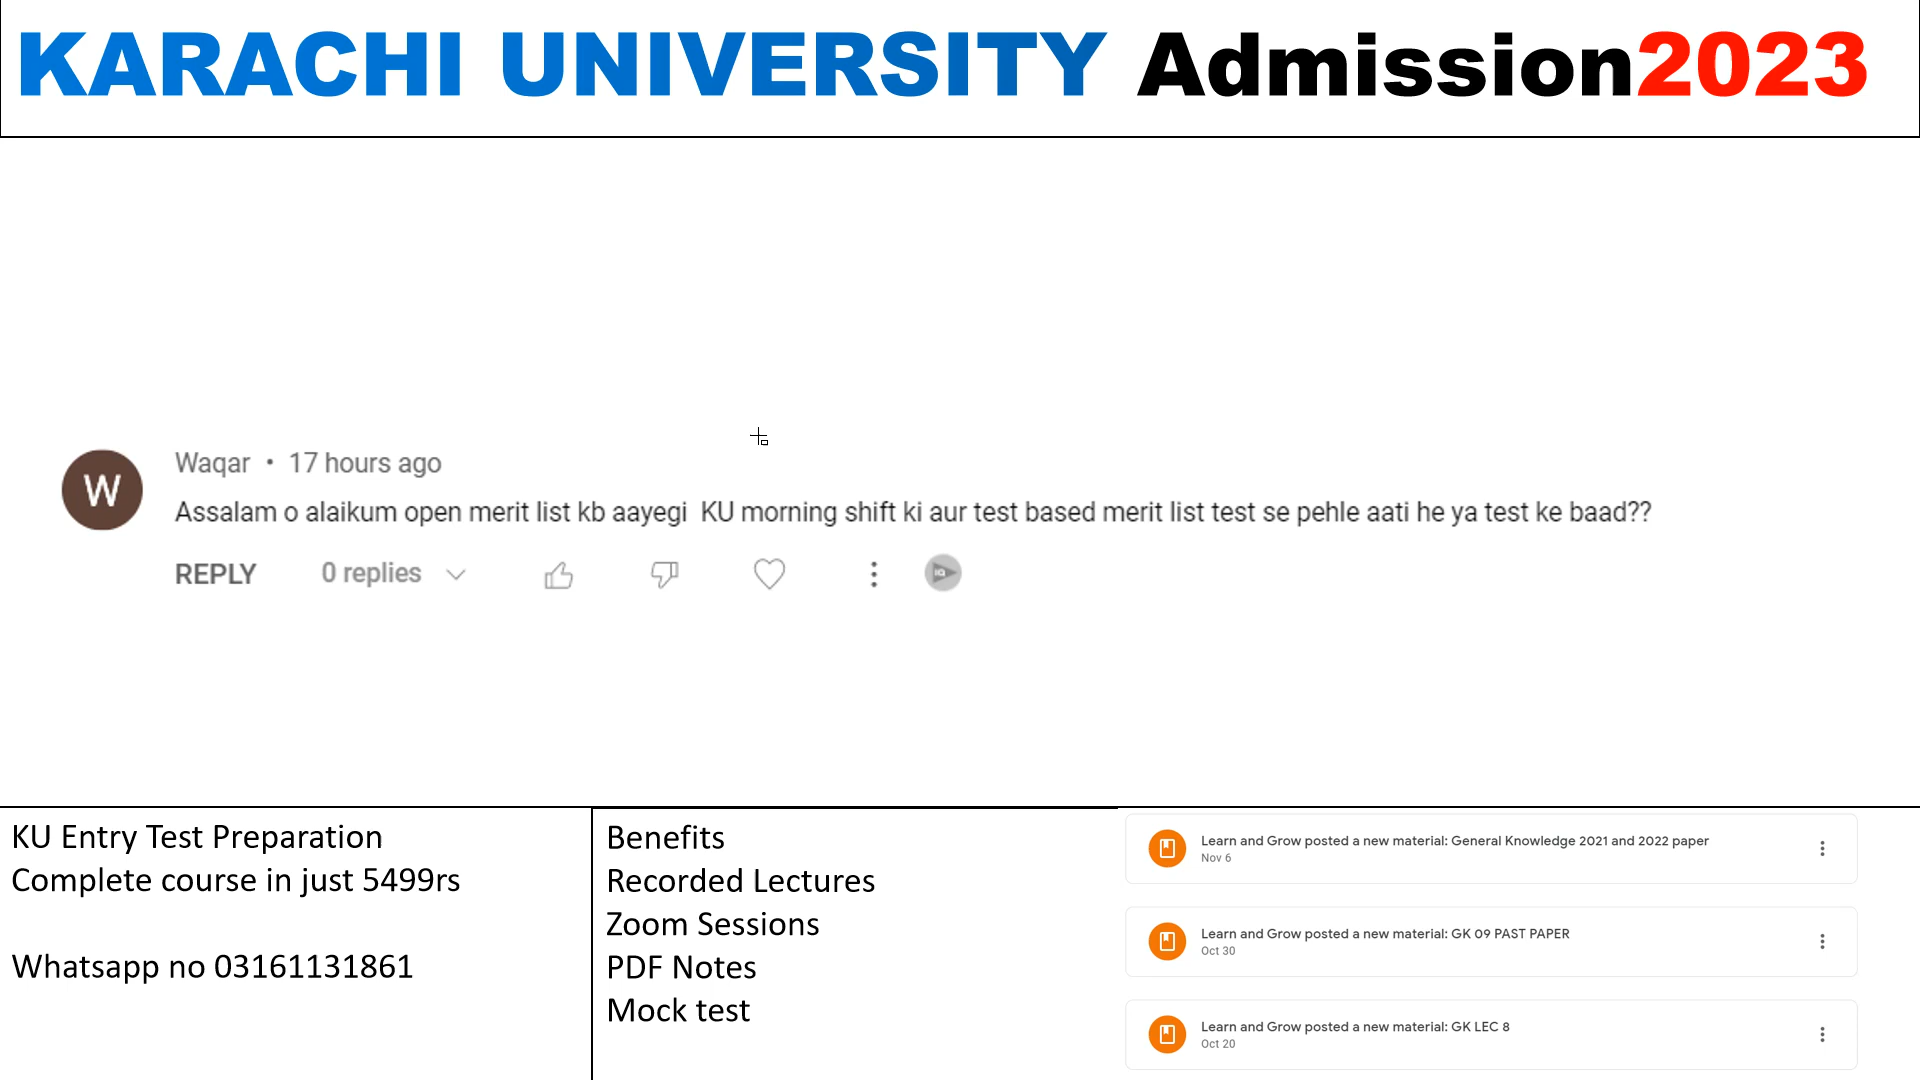 KARACHI UNIVERSITY Admission2023
W
Waqar • 17 hours ago
Assalam o alaikum open merit list kb aayegi  KU morning shift ki aur test based merit list test se pehle aati he ya test ke baad??
REPLY 0 replies
KU Entry Test Preparation
Complete course in just 5499rs
Whatsapp no 03161131861
Benefits
Recorded Lectures
Zoom Sessions
PDF Notes
Mock test
Learn and Grow posted a new material: General Knowledge 2021 and 2022 paper
Nov 6
Learn and Grow posted a new material: GK 09 PAST PAPER
Oct 30
Learn and Grow posted a new material: GK LEC 8
Oct 20